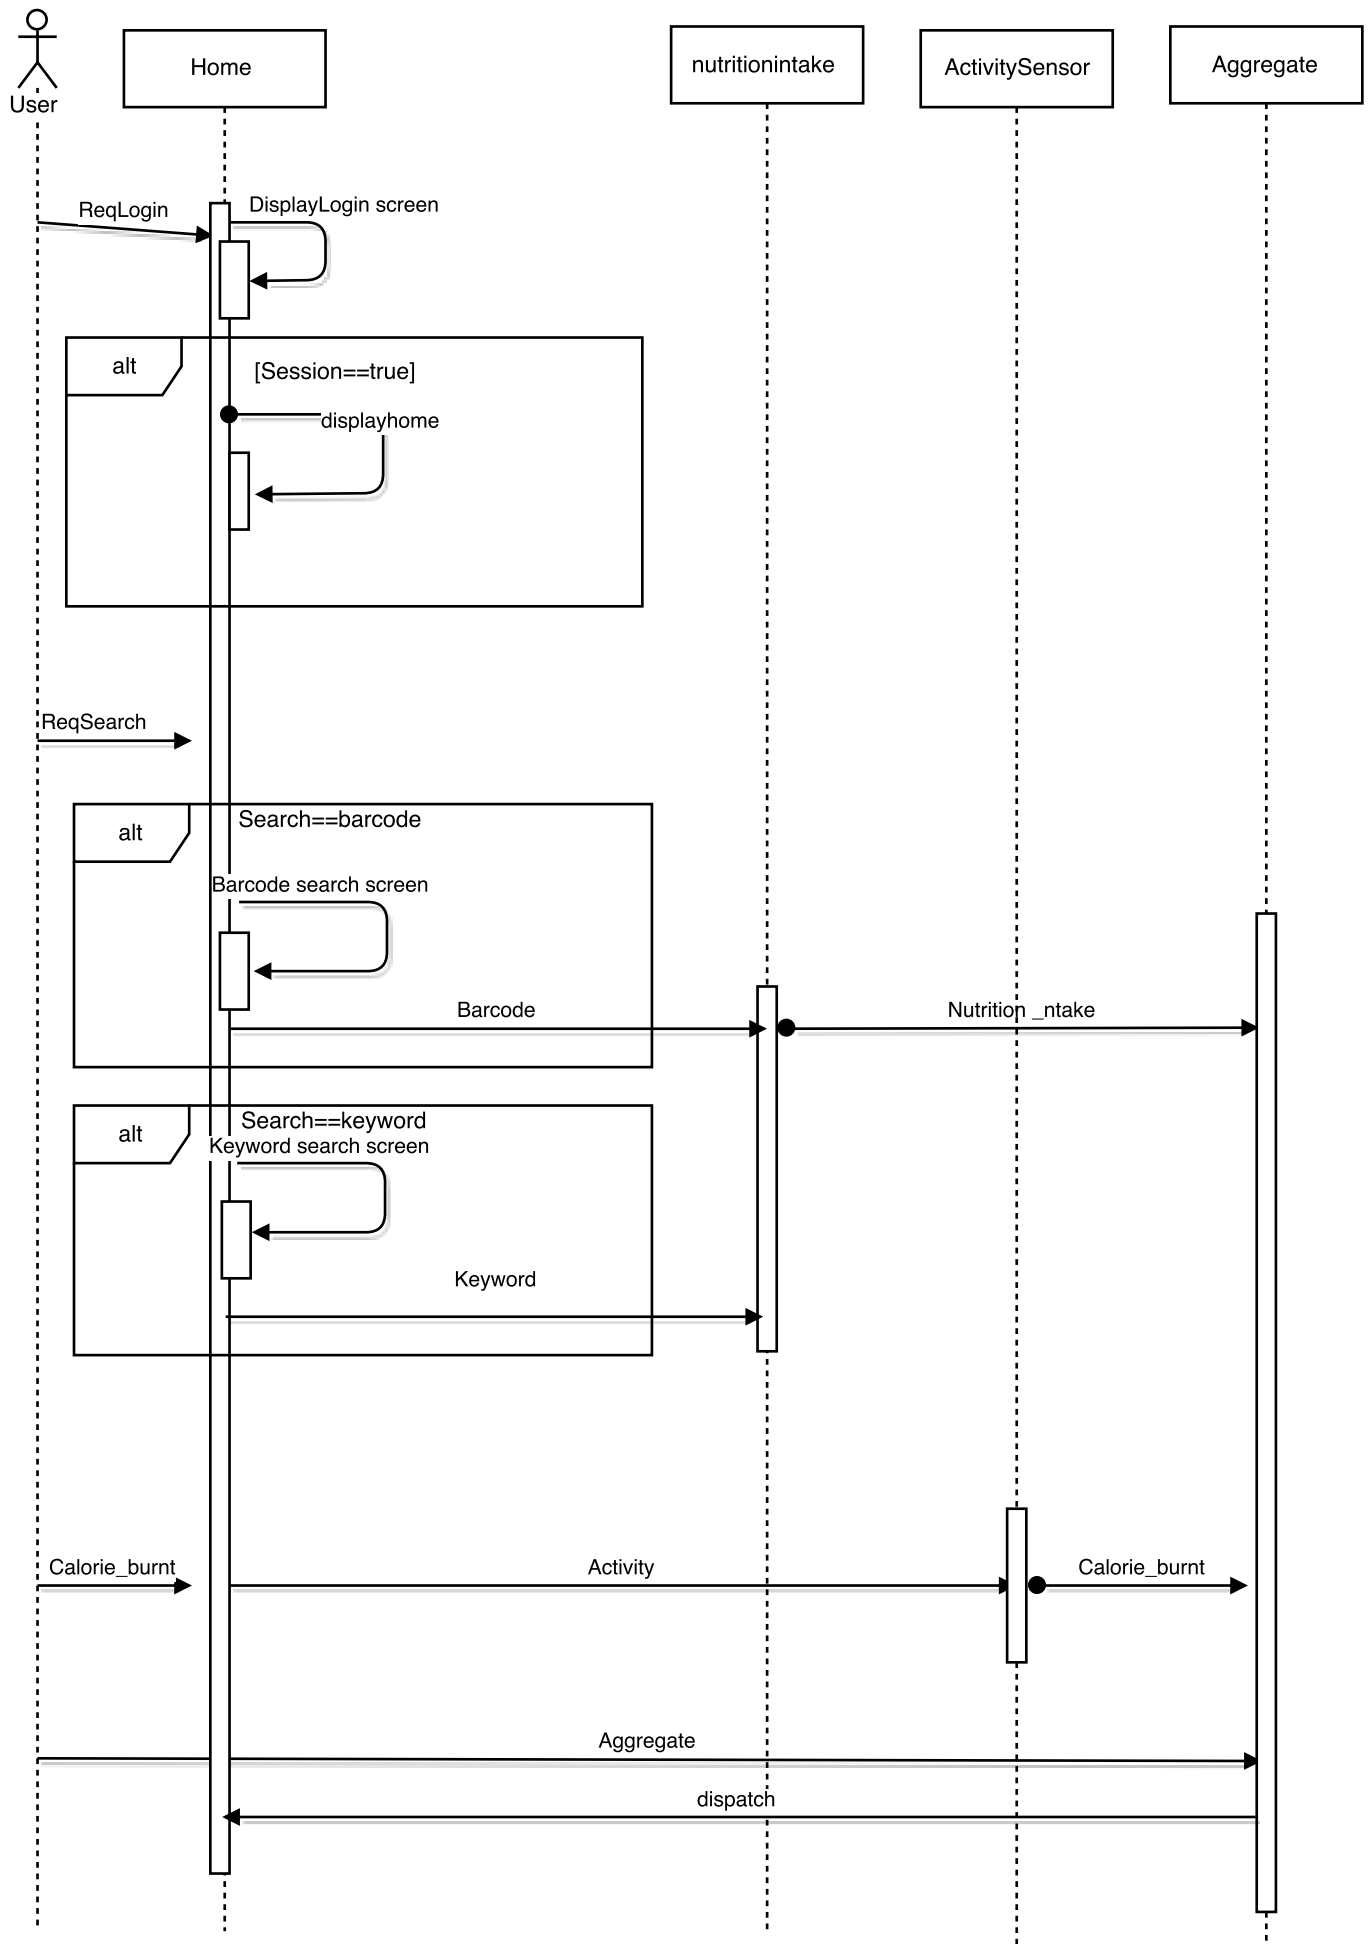 User
Home
nutritionintake
ActivitySensor
Aggregate
ReqLogin
DisplayLogin screen
alt
[Session==true]
displayhome
ReqSearch
alt
Search==barcode
Barcode search screen
Barcode
Nutrition _ntake
alt
Search==keyword
Keyword search screen
Keyword
Calorie_burnt
Activity
Calorie_burnt
Aggregate
dispatch